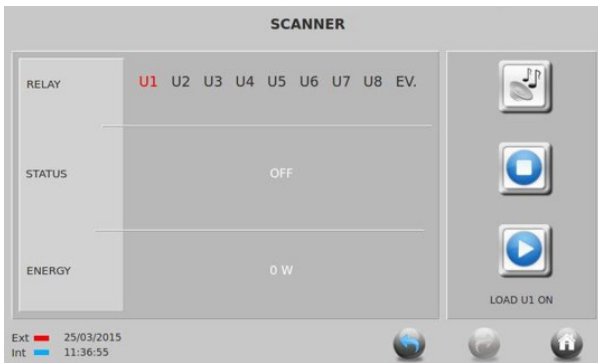 SCANNER
RELAY U1 U2 U3 U4 U5 U6 U7 U8 EV.
STATUS OFF
ENERGY 0 W
LOAD U1 ON
Ext 25/03/2015
Int 11:36:55